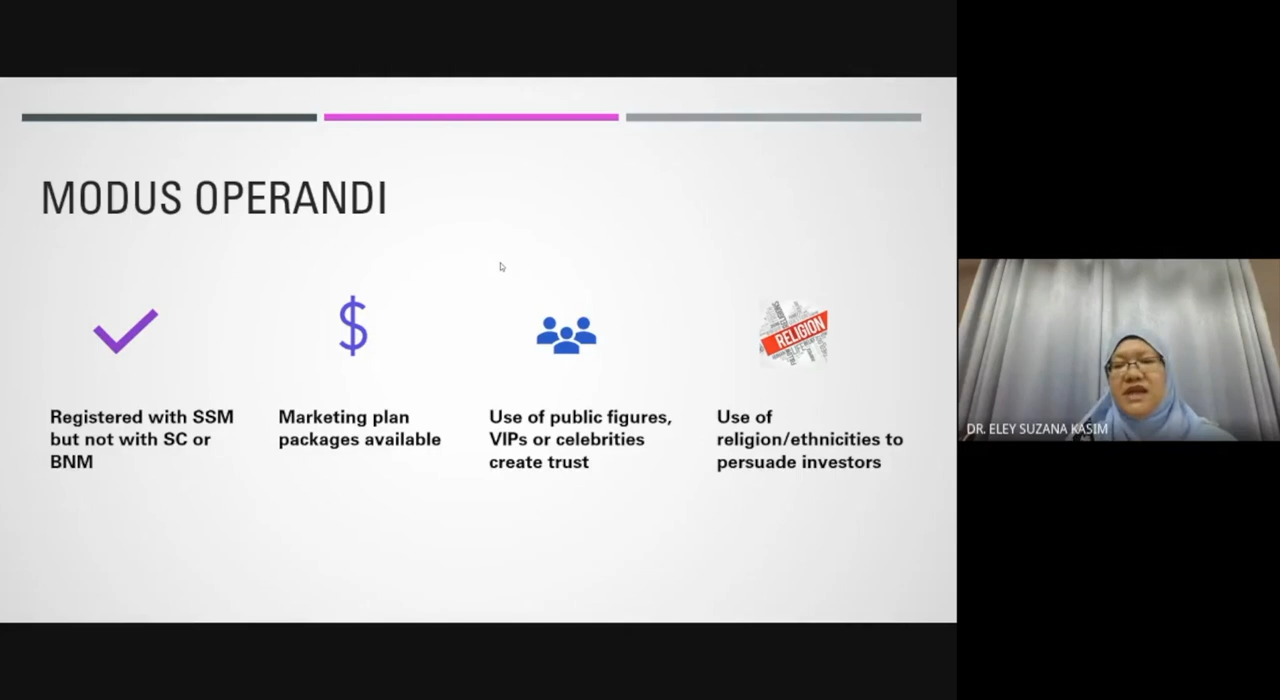 MODUS OPERANDI
RELIGION
LIFE
Registered with SSM
but not with SC or
BNM
Marketing plan
packages available
Use of public figures,
VIPs or celebrities
create trust
Use of
religion/ethnicities to
persuade investors
DR. ELEY SUZANA KASIM